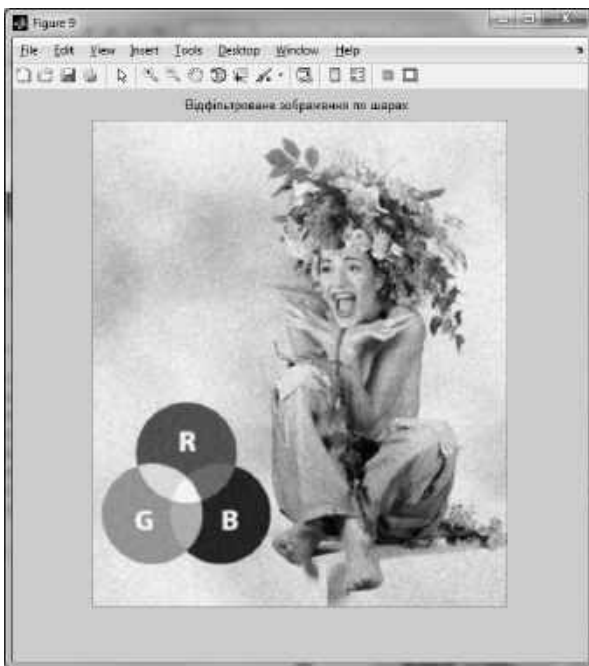 Figure 9
File Edit View Insert Tools Desktop Window Help
Відфільтроване зображення по шарах
R
G B